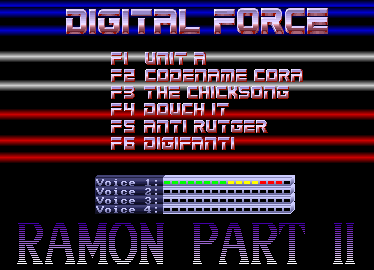 DIGITAL FORCE
F1 UNIT A
F2 CODENAME CORA
F3 THE CHICKSONG
F4 DOUCH IT
F5 ANTI RUTGER
F6 DIGIFANTI
Voice 1:
Voice 2:
Voice 3:
Voice 4:
RAMON PART II